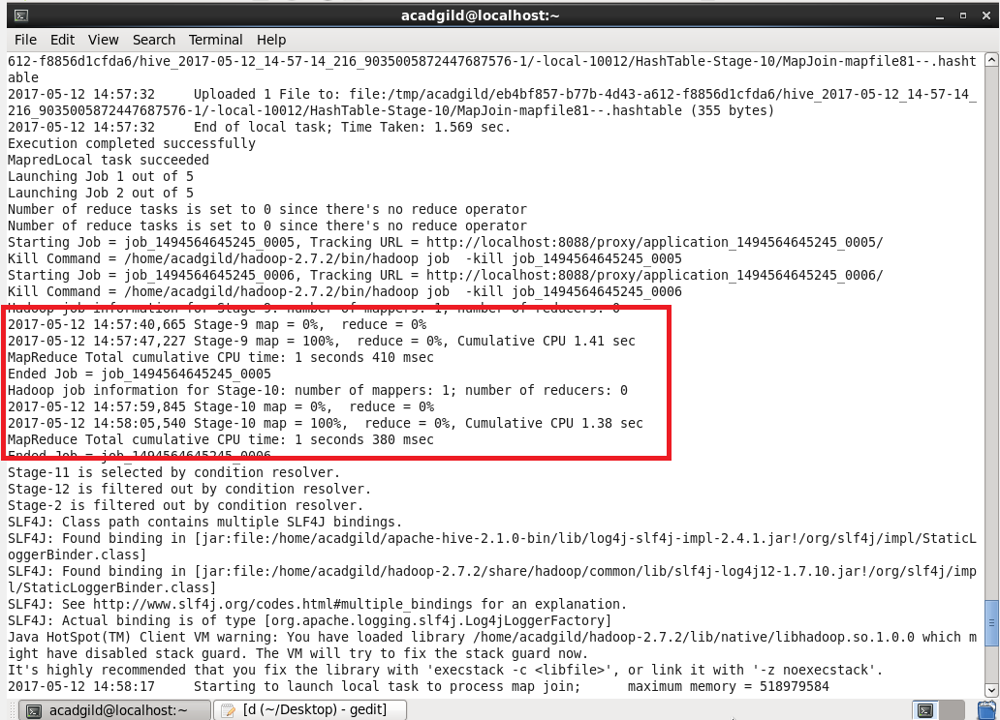 acadgild@localhost:~
File Edit View Search Terminal Help
612-f8856d1cfda6/hive_2017-05-12_14-57-14_216_9035005872447687576-1/-local-10012/HashTable-Stage-10/MapJoin-mapfile81--.hasht
able
2017-05-12 14:57:32     Uploaded 1 File to: file:/tmp/acadgild/eb4bf857-b77b-4d43-a612-f8856d1cfda6/hive_2017-05-12_14-57-14_
216_9035005872447687576-1/-local-10012/HashTable-Stage-10/MapJoin-mapfile81--.hashtable (355 bytes)
2017-05-12 14:57:32     End of local task; Time Taken: 1.569 sec.
Execution completed successfully
MapredLocal task succeeded
Launching Job 1 out of 5
Launching Job 2 out of 5
Number of reduce tasks is set to 0 since there's no reduce operator
Number of reduce tasks is set to 0 since there's no reduce operator
Starting Job = job_1494564645245_0005, Tracking URL = http://localhost:8088/proxy/application_1494564645245_0005/
Kill Command = /home/acadgild/hadoop-2.7.2/bin/hadoop job  -kill job_1494564645245_0005
Starting Job = job_1494564645245_0006, Tracking URL = http://localhost:8088/proxy/application_1494564645245_0006/
Kill Command = /home/acadgild/hadoop-2.7.2/bin/hadoop job  -kill job_1494564645245_0006
Hadoop job information for Stage-9: number of mappers: 1; number of reducers: 0
2017-05-12 14:57:40,665 Stage-9 map = 0%,  reduce = 0%
2017-05-12 14:57:47,227 Stage-9 map = 100%,  reduce = 0%, Cumulative CPU 1.41 sec
MapReduce Total cumulative CPU time: 1 seconds 410 msec
Ended Job = job_1494564645245_0005
Hadoop job information for Stage-10: number of mappers: 1; number of reducers: 0
2017-05-12 14:57:59,845 Stage-10 map = 0%,  reduce = 0%
2017-05-12 14:58:05,540 Stage-10 map = 100%,  reduce = 0%, Cumulative CPU 1.38 sec
MapReduce Total cumulative CPU time: 1 seconds 380 msec
Ended Job = job_1494564645245_0006
Stage-11 is selected by condition resolver.
Stage-12 is filtered out by condition resolver.
Stage-2 is filtered out by condition resolver.
SLF4J: Class path contains multiple SLF4J bindings.
SLF4J: Found binding in [jar:file:/home/acadgild/apache-hive-2.1.0-bin/lib/log4j-slf4j-impl-2.4.1.jar!/org/slf4j/impl/StaticL
oggerBinder.class]
SLF4J: Found binding in [jar:file:/home/acadgild/hadoop-2.7.2/share/hadoop/common/lib/slf4j-log4j12-1.7.10.jar!/org/slf4j/imp
l/StaticLoggerBinder.class]
SLF4J: See http://www.slf4j.org/codes.html#multiple_bindings for an explanation.
SLF4J: Actual binding is of type [org.apache.logging.slf4j.Log4jLoggerFactory]
Java HotSpot(TM) Client VM warning: You have loaded library /home/acadgild/hadoop-2.7.2/lib/native/libhadoop.so.1.0.0 which m
ight have disabled stack guard. The VM will try to fix the stack guard now.
It's highly recommended that you fix the library with 'execstack -c <libfile>', or link it with '-z noexecstack'.
2017-05-12 14:58:17     Starting to launch local task to process map join;      maximum memory = 518979584
acadgild@localhost:~
[d (~/Desktop) - gedit]